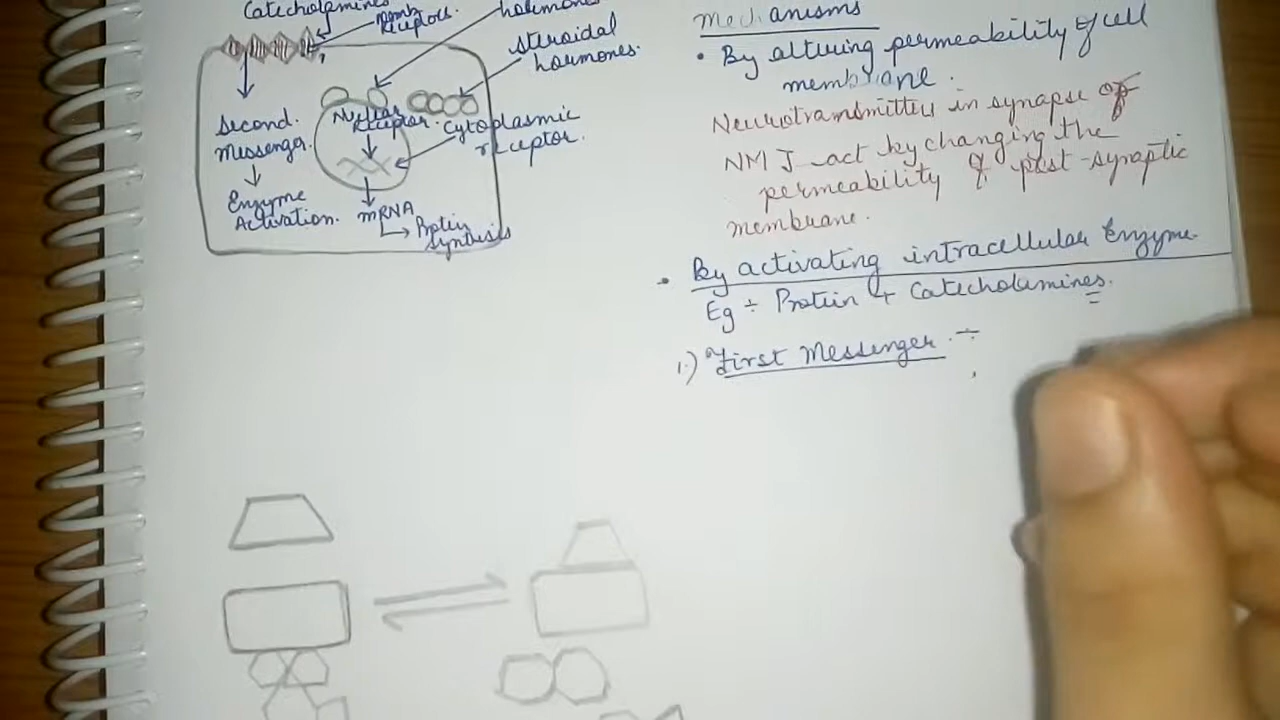 Catecholamines
memb
receptors.
hormones
steroidal
hormones.
Nuclear
Receptor.
Cytoplasmic
receptor.
second.
Messenger.
Enzyme
Activation.
mRNA
Protein
synthesis
Mechanisms
• By altering permeability of cell
membrane.
Neurotransmitter in synapse of
NMJ act by changing the
permeability of post-synaptic
membrane.
• By activating intracellular Enzyme
Eg ÷ Protein + Catecholamines.
1.) First Messenger ÷